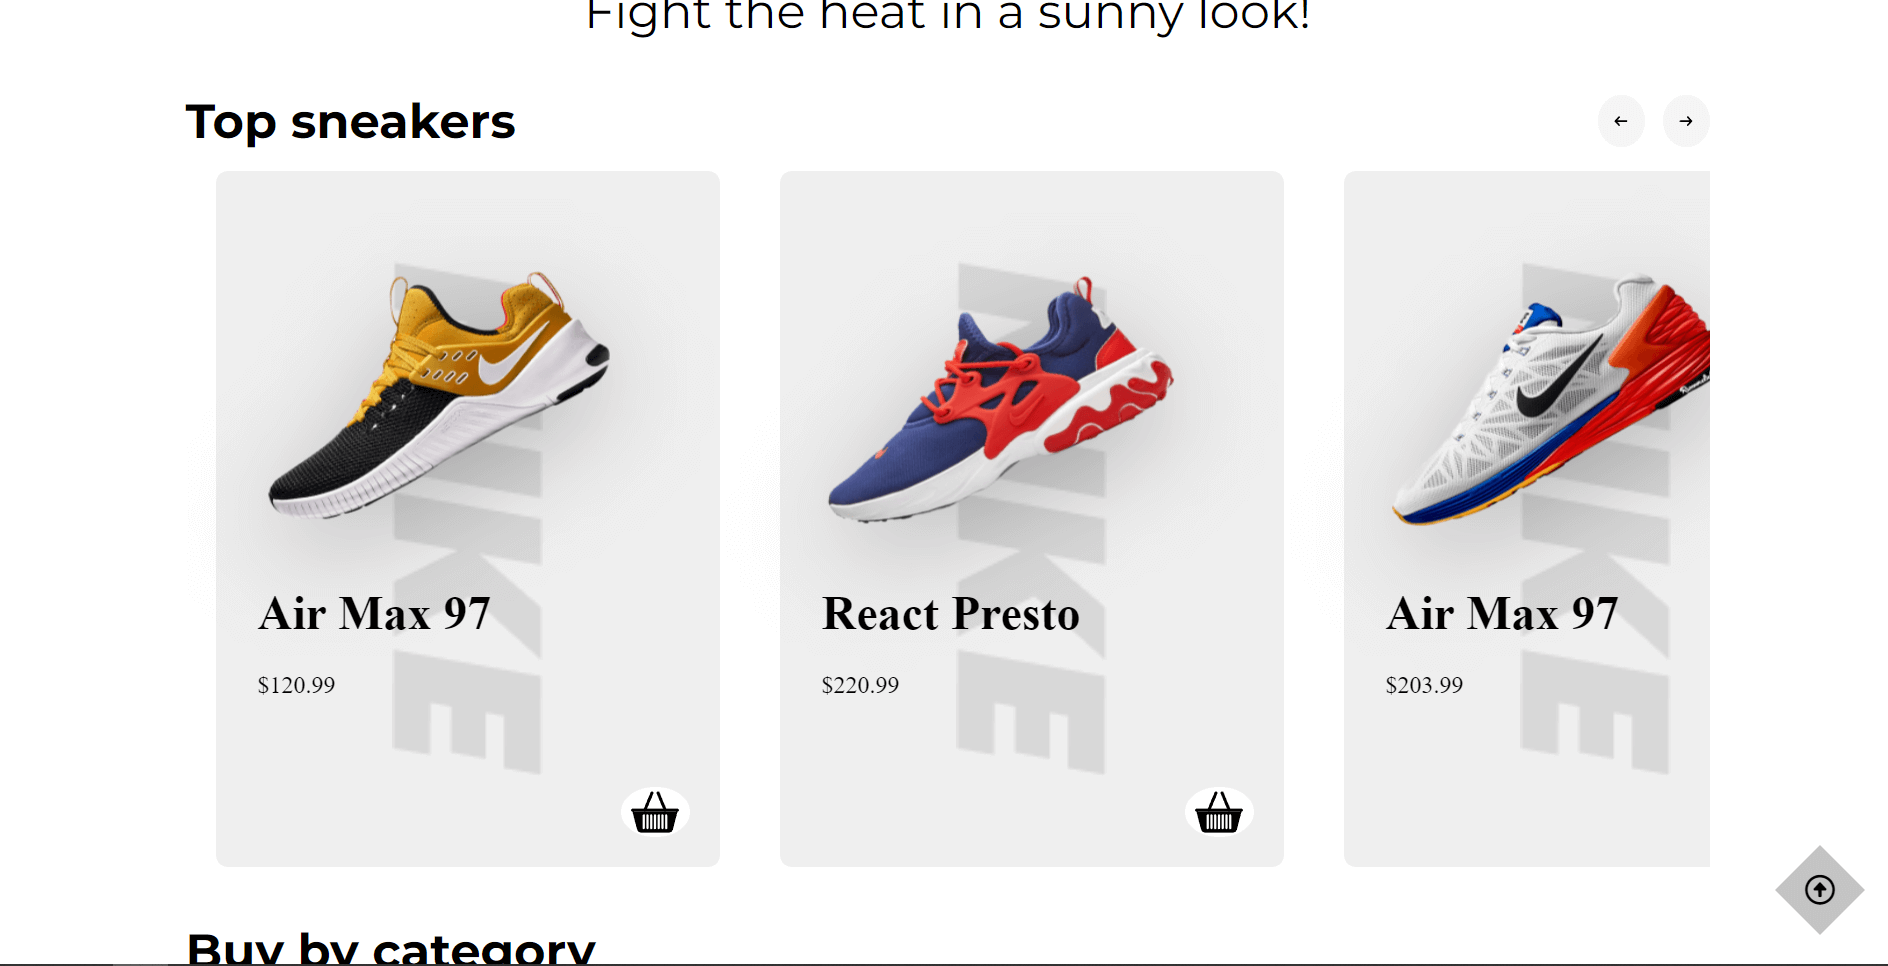 Fight the heat in a sunny look!
Top sneakers
NIKE
Air Max 97
$120.99
NIKE
React Presto
$220.99
NIKE
Air Max 97
$203.99
Buy by category